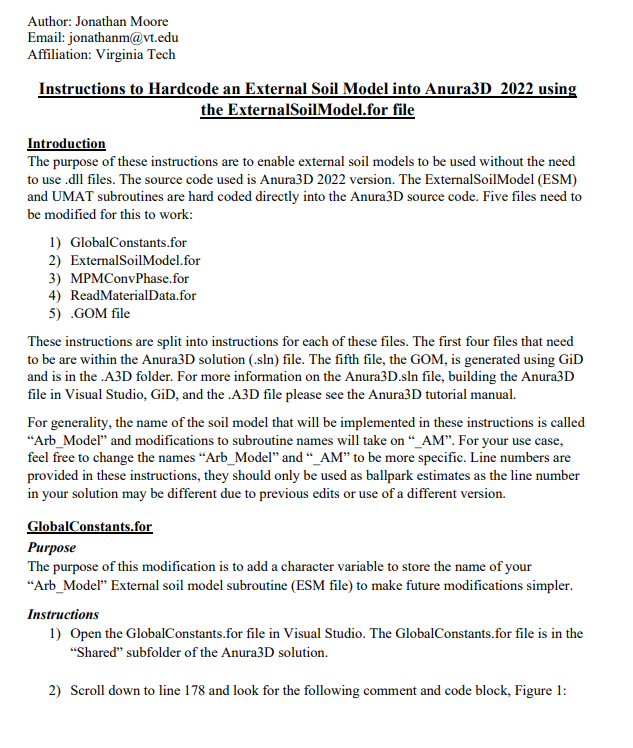 Author: Jonathan Moore
Email: jonathanm@vt.edu
Affiliation: Virginia Tech
Instructions to Hardcode an External Soil Model into Anura3D 2022 using
the ExternalSoilModel.for file
Introduction
The purpose of these instructions are to enable external soil models to be used without the need
to use .dll files. The source code used is Anura3D 2022 version. The ExternalSoilModel (ESM)
and UMAT subroutines are hard coded directly into the Anura3D source code. Five files need to
be modified for this to work:
1) GlobalConstants.for
2) ExternalSoilModel.for
3) MPMConvPhase.for
4) ReadMaterialData.for
5) .GOM file
These instructions are split into instructions for each of these files. The first four files that need
to be are within the Anura3D solution (.sln) file. The fifth file, the GOM, is generated using GiD
and is in the .A3D folder. For more information on the Anura3D.sln file, building the Anura3D
file in Visual Studio, GiD, and the .A3D file please see the Anura3D tutorial manual.
For generality, the name of the soil model that will be implemented in these instructions is called
“Arb_Model” and modifications to subroutine names will take on “_AM”. For your use case,
feel free to change the names “Arb_Model” and “_AM” to be more specific. Line numbers are
provided in these instructions, they should only be used as ballpark estimates as the line number
in your solution may be different due to previous edits or use of a different version.
GlobalConstants.for
Purpose
The purpose of this modification is to add a character variable to store the name of your
“Arb_Model” External soil model subroutine (ESM file) to make future modifications simpler.
Instructions
1) Open the GlobalConstants.for file in Visual Studio. The GlobalConstants.for file is in the
“Shared” subfolder of the Anura3D solution.
2) Scroll down to line 178 and look for the following comment and code block, Figure 1: